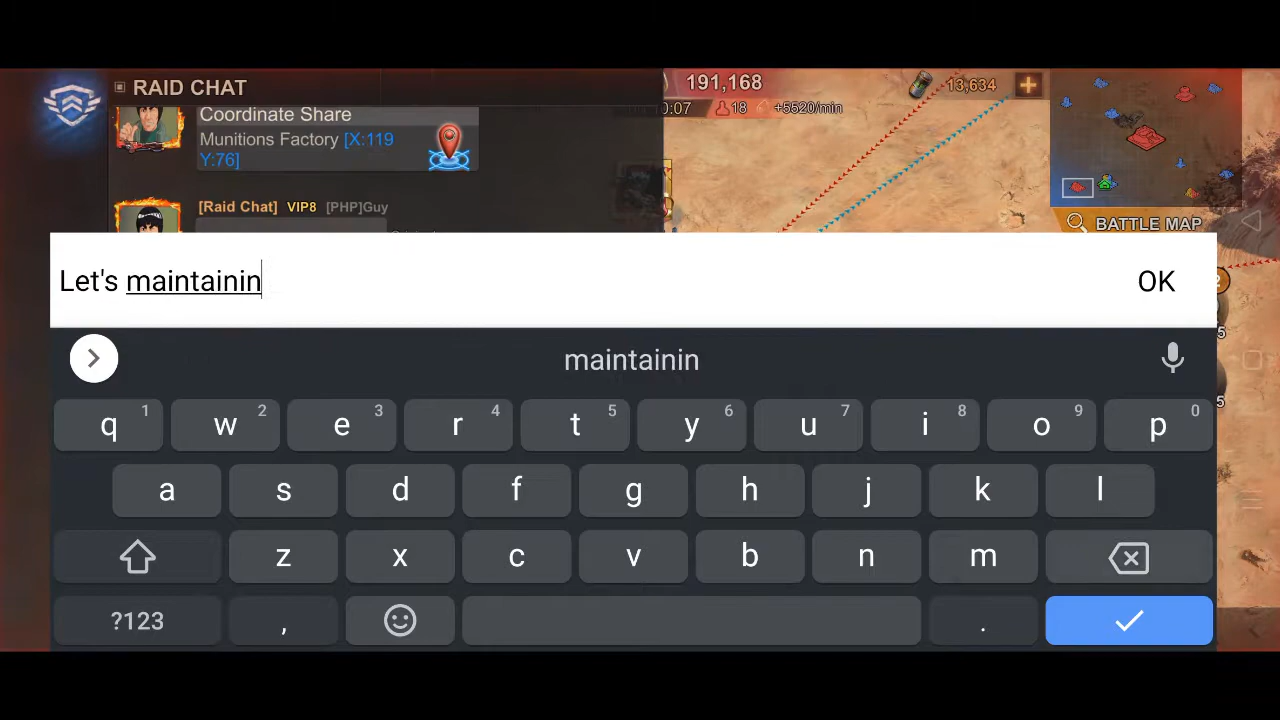 RAID CHAT
191,168
13,634
Coordinate Share
:07
18
+5520/min
Munitions Factory [X:119
Y:76]
[Raid Chat] VIP8 [PHP]Guy
BATTLE MAP
Let's maintainin
OK
maintainin
q 1 w 2 e 3 r 4 t 5 y 6 u 7 i 8 o 9 p 0
a s d f g h j k l
z x c v b n m
?123 , .